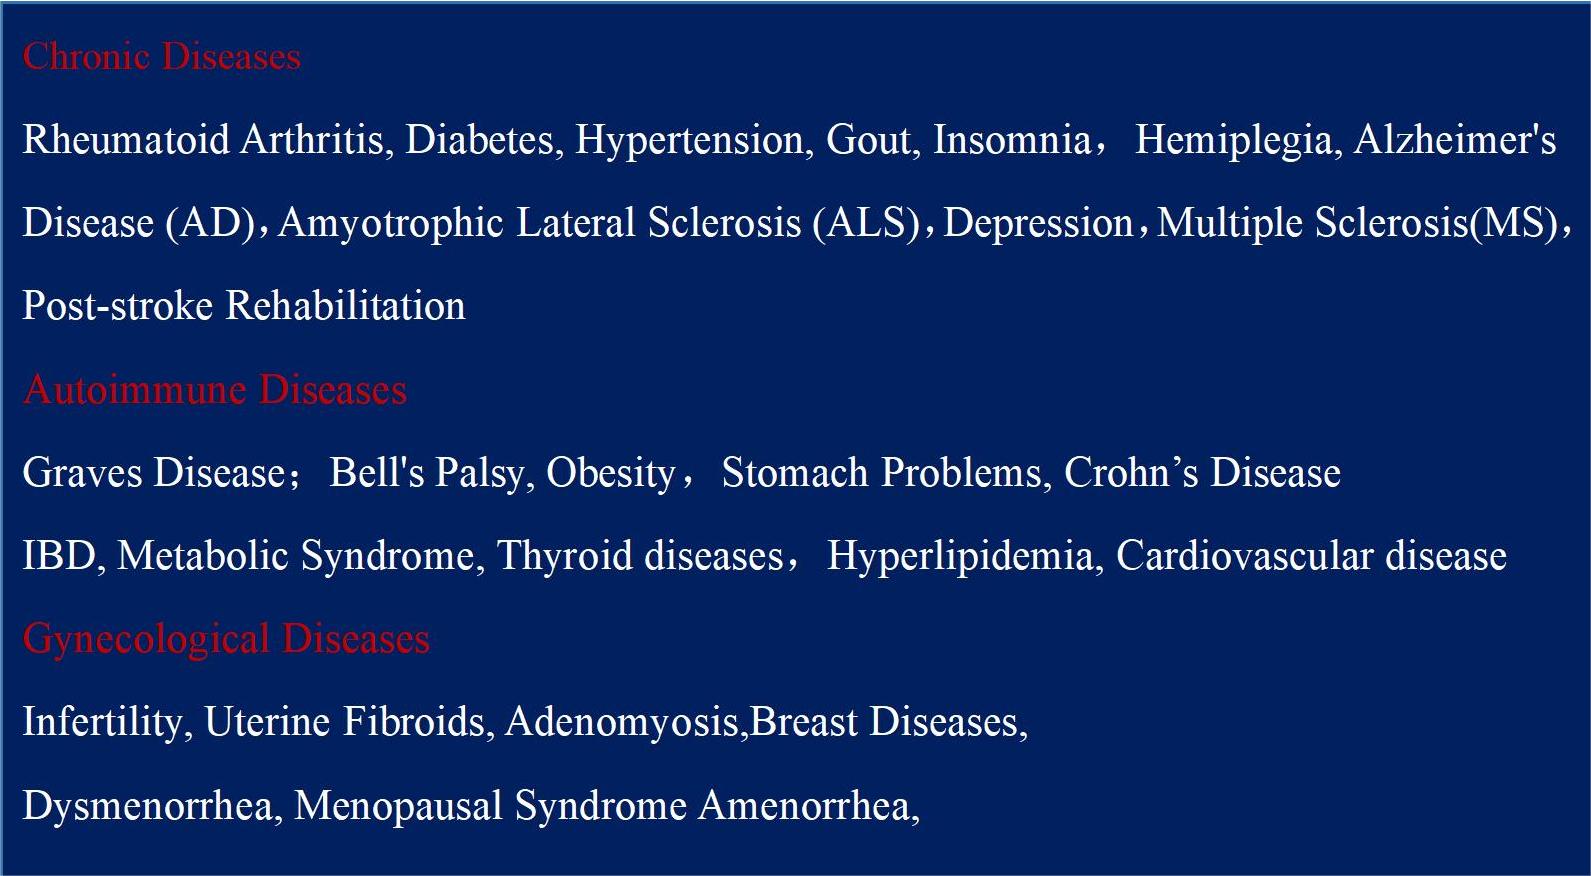 Chronic Diseases
Rheumatoid Arthritis, Diabetes, Hypertension, Gout, Insomnia，Hemiplegia, Alzheimer's
Disease (AD)，Amyotrophic Lateral Sclerosis (ALS)，Depression，Multiple Sclerosis(MS)，
Post-stroke Rehabilitation
Autoimmune Diseases
Graves Disease；Bell's Palsy, Obesity，Stomach Problems, Crohn’s Disease
IBD, Metabolic Syndrome, Thyroid diseases，Hyperlipidemia, Cardiovascular disease
Gynecological Diseases
Infertility, Uterine Fibroids, Adenomyosis,Breast Diseases,
Dysmenorrhea, Menopausal Syndrome Amenorrhea,